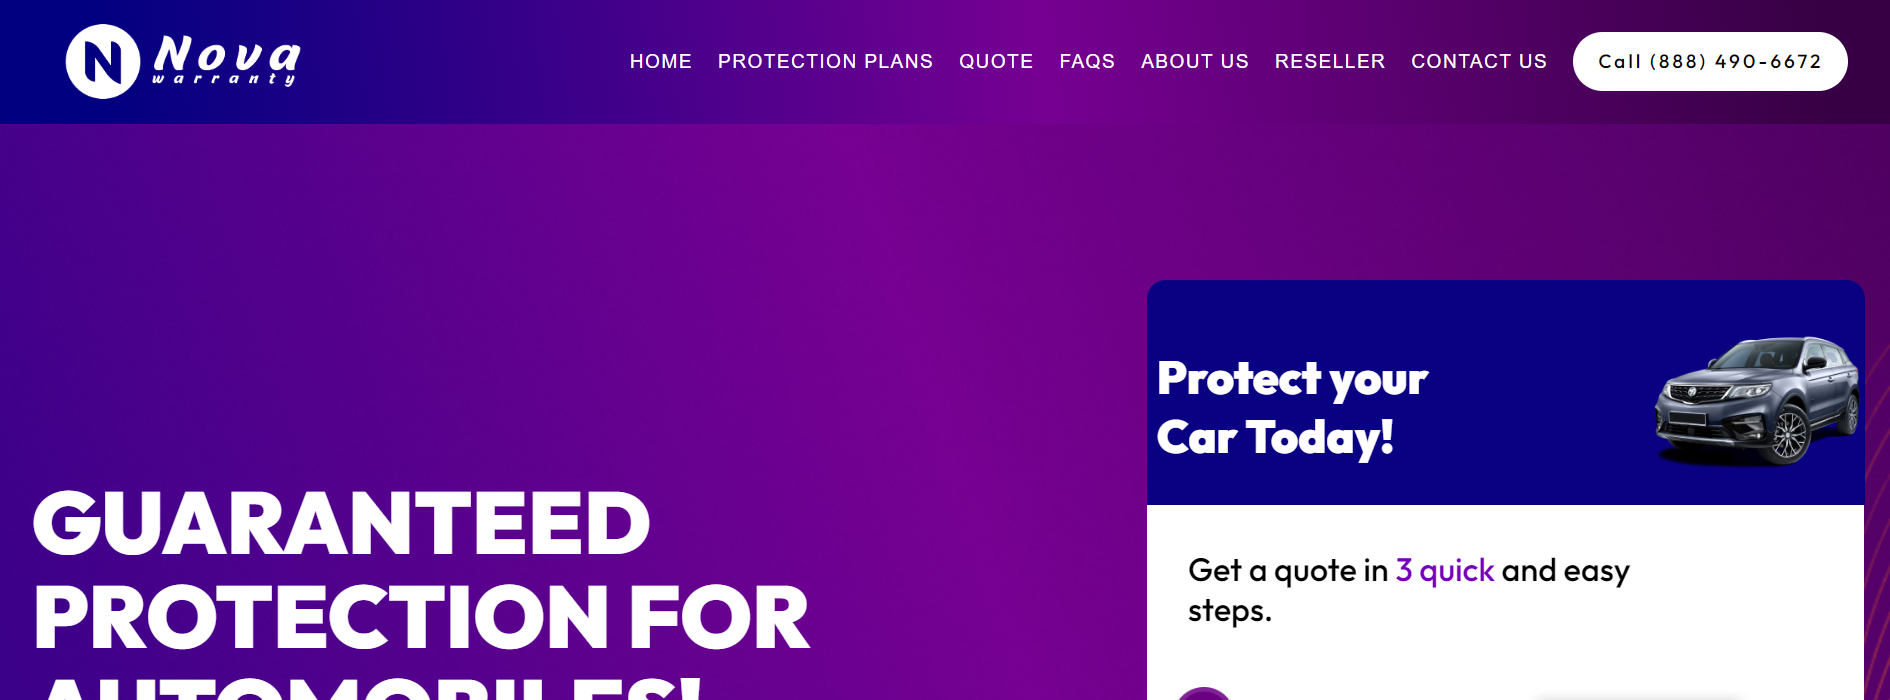 N Nova
warranty
HOME PROTECTION PLANS QUOTE FAQS ABOUT US RESELLER CONTACT US Call (888) 490-6672
Protect your
Car Today!
GUARANTEED
PROTECTION FOR
AUTOMOBILES!
Get a quote in 3 quick and easy
steps.